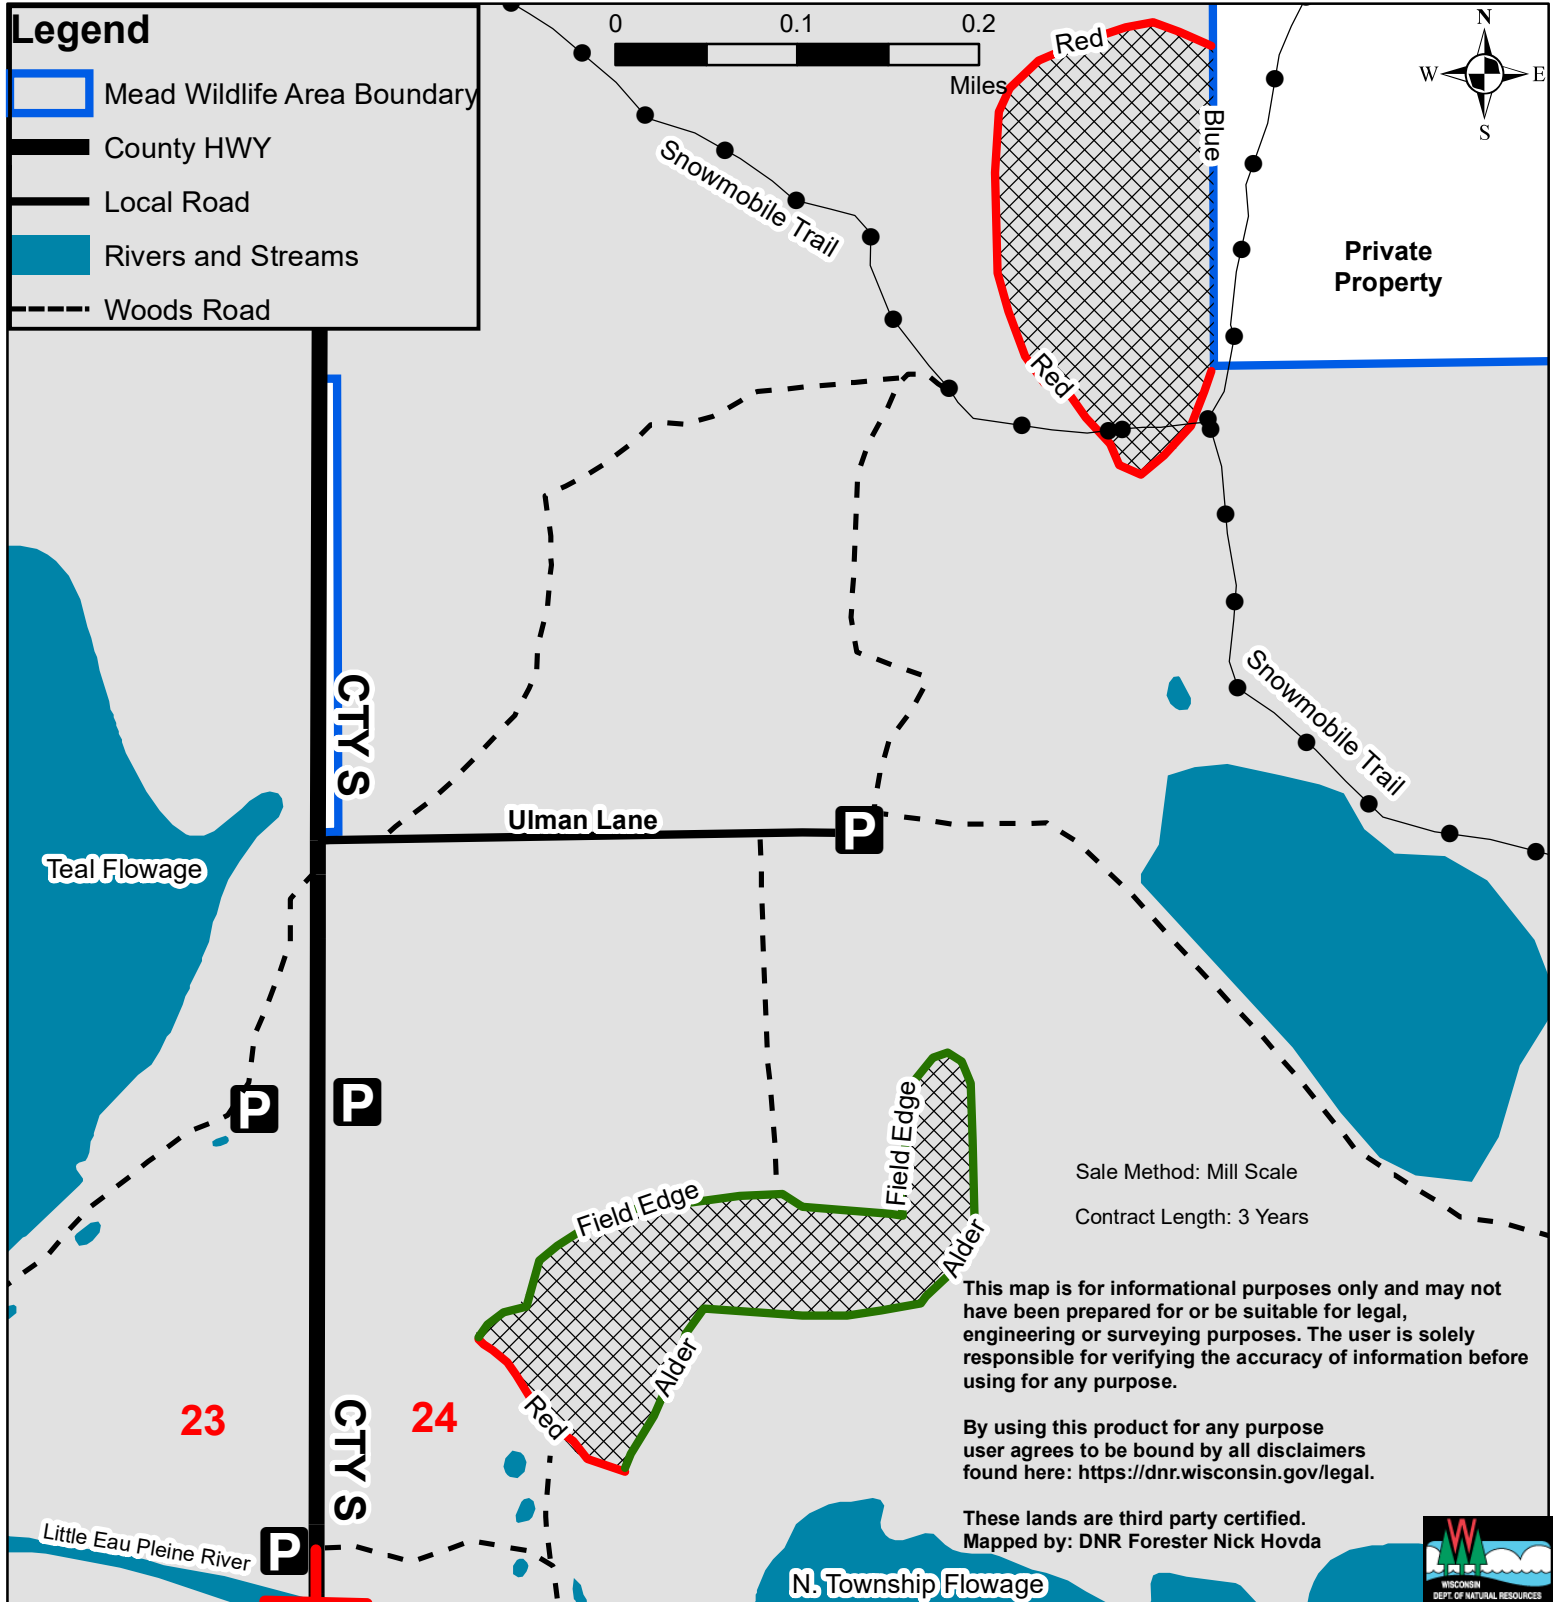 Legend
Mead Wildlife Area Boundary
County HWY
Local Road
Rivers and Streams
Woods Road
0 0.1 0.2
Miles
N
W E
S
Red
Blue
Snowmobile Trail
Private
Property
Red
CTY S
Snowmobile Trail
Ulman Lane
P
Teal Flowage
P
P
Field Edge
Field Edge
Alder
Alder
Red
Sale Method: Mill Scale
Contract Length: 3 Years
This map is for informational purposes only and may not
have been prepared for or be suitable for legal,
engineering or surveying purposes. The user is solely
responsible for verifying the accuracy of information before
using for any purpose.
By using this product for any purpose
user agrees to be bound by all disclaimers
found here: https://dnr.wisconsin.gov/legal.
These lands are third party certified.
Mapped by: DNR Forester Nick Hovda
23
24
CTY S
P
Little Eau Pleine River
N. Township Flowage
W
WISCONSIN
DEPT. OF NATURAL RESOURCES